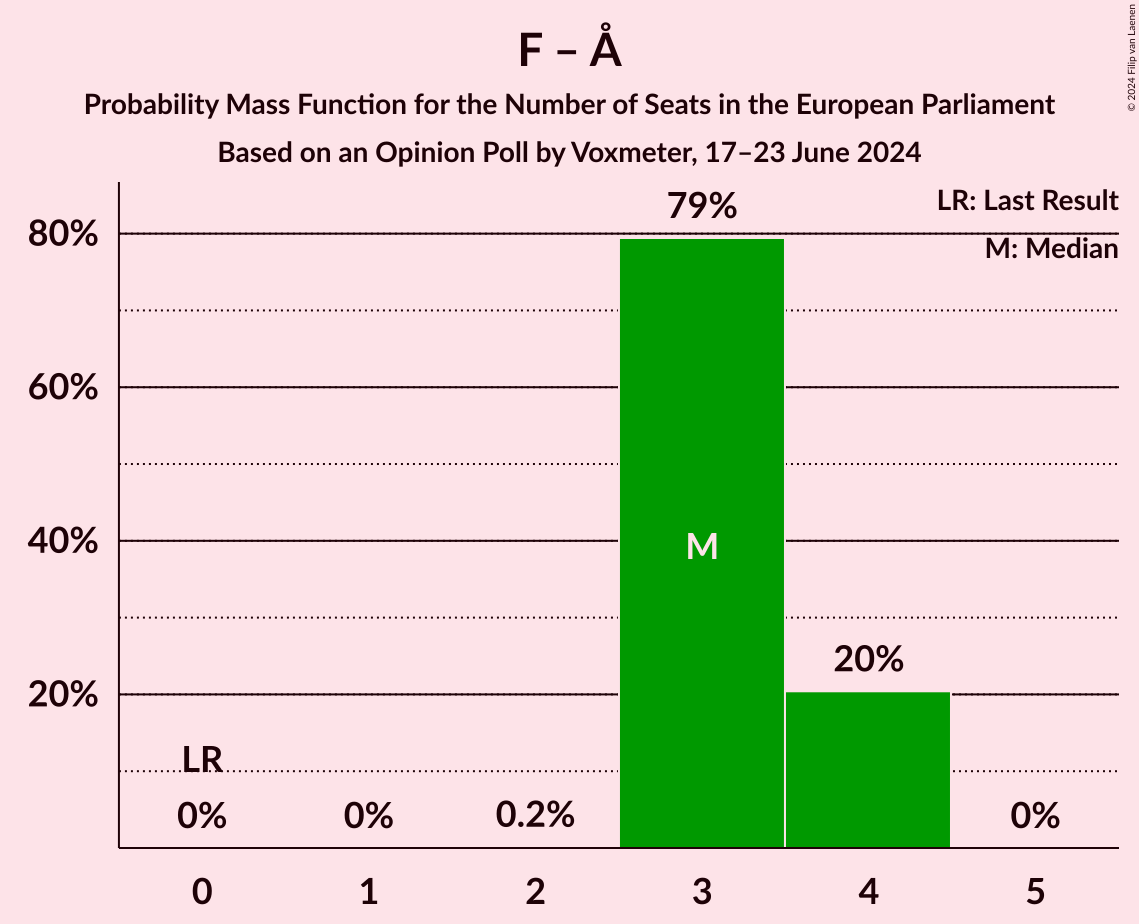 F – Å
Probability Mass Function for the Number of Seats in the European Parliament
Based on an Opinion Poll by Voxmeter, 17–23 June 2024
© 2024 Filip van Laenen
LR: Last Result
M: Median
80%
60%
40%
20%
79%
M
20%
LR
0%
0%
0.2%
0%
0
1
2
3
4
5